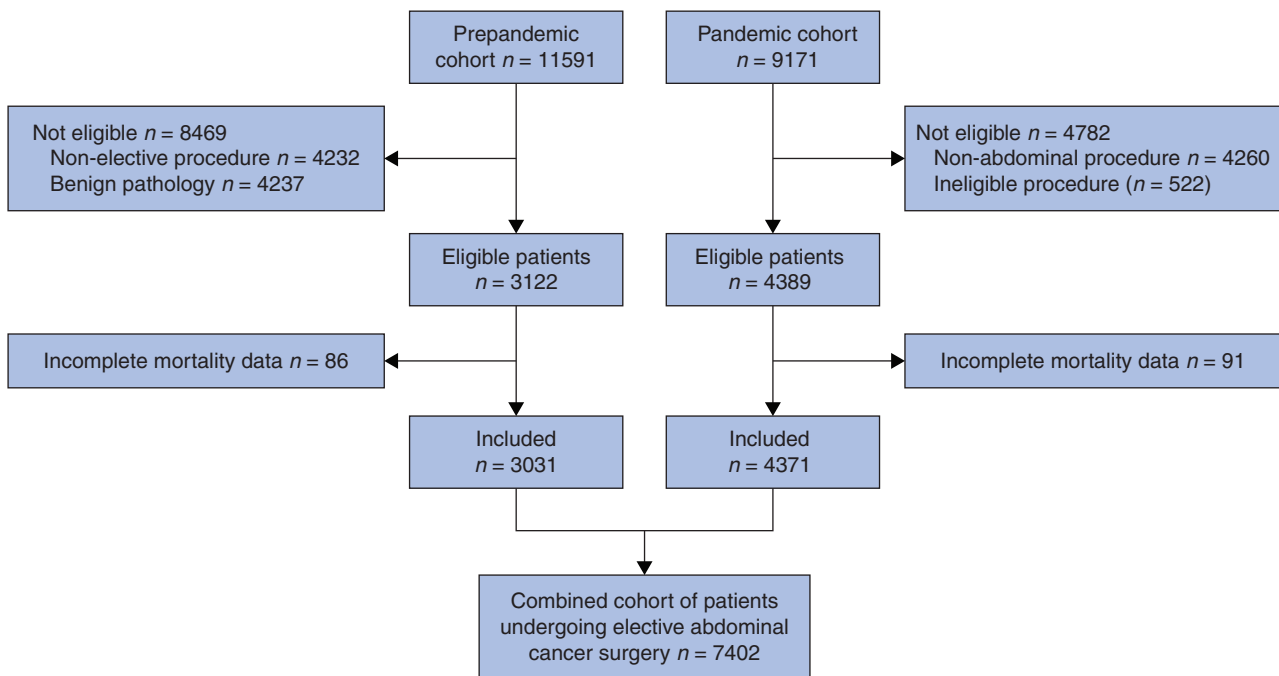 Prepandemic
cohort n = 11591
Pandemic cohort
n = 9171
Not eligible n = 8469
Non-elective procedure n = 4232
Benign pathology n = 4237
Not eligible n = 4782
Non-abdominal procedure n = 4260
Ineligible procedure (n = 522)
Eligible patients
n = 3122
Eligible patients
n = 4389
Incomplete mortality data n = 86
Incomplete mortality data n = 91
Included
n = 3031
Included
n = 4371
Combined cohort of patients
undergoing elective abdominal
cancer surgery n = 7402